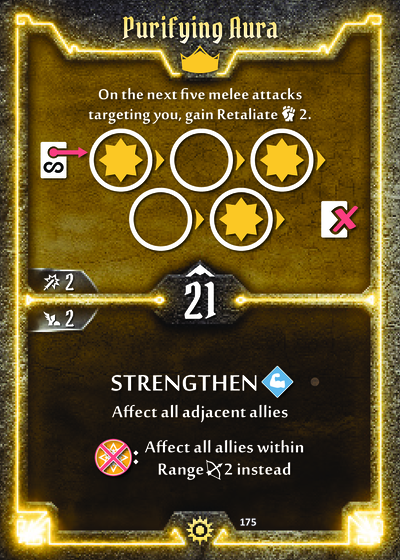 Purifying Aura
On the next five melee attacks
targeting you, gain Retaliate 2.
S
2
21
2
STRENGTHEN
Affect all adjacent allies
: Affect all allies within
Range 2 instead
175